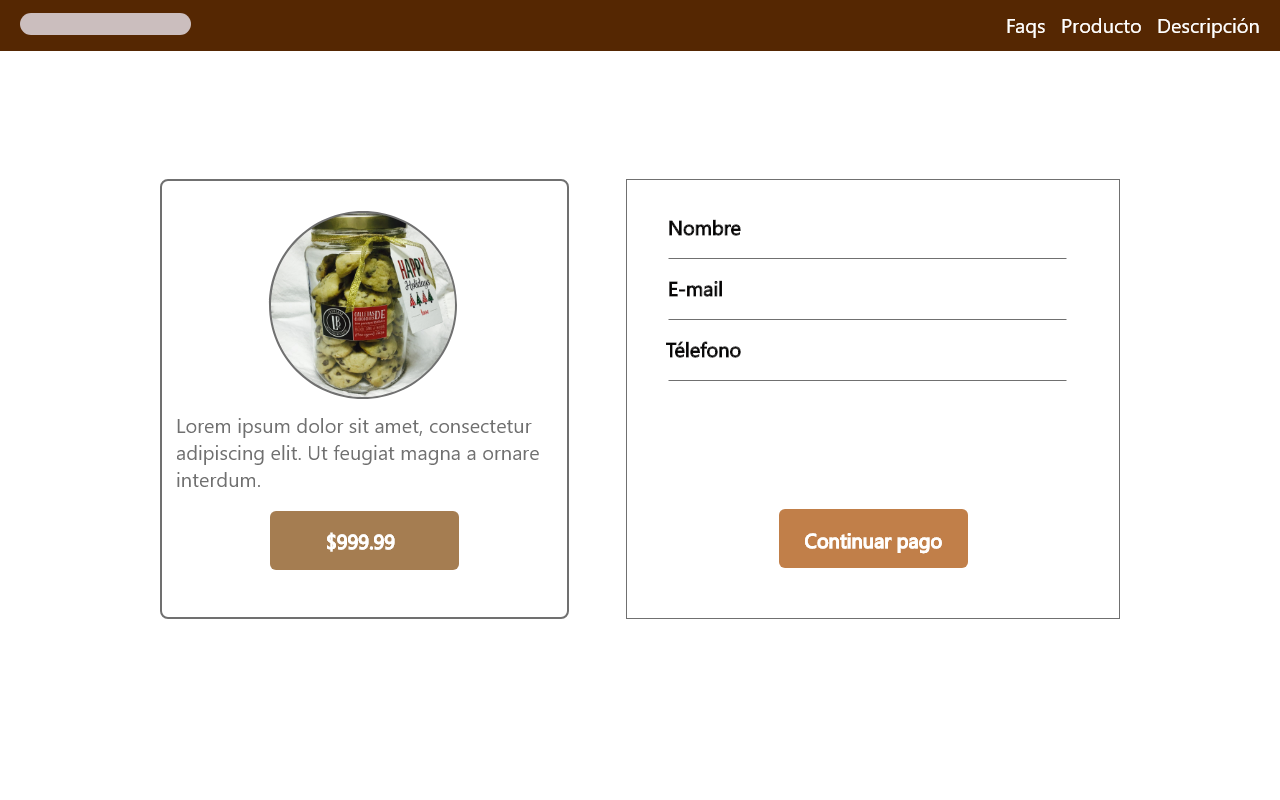 Faqs Producto Descripción
HAPPY
Holidays
Lorem ipsum dolor sit amet, consectetur
adipiscing elit. Ut feugiat magna a ornare
interdum.
$999.99
Nombre
E-mail
Télefono
Continuar pago